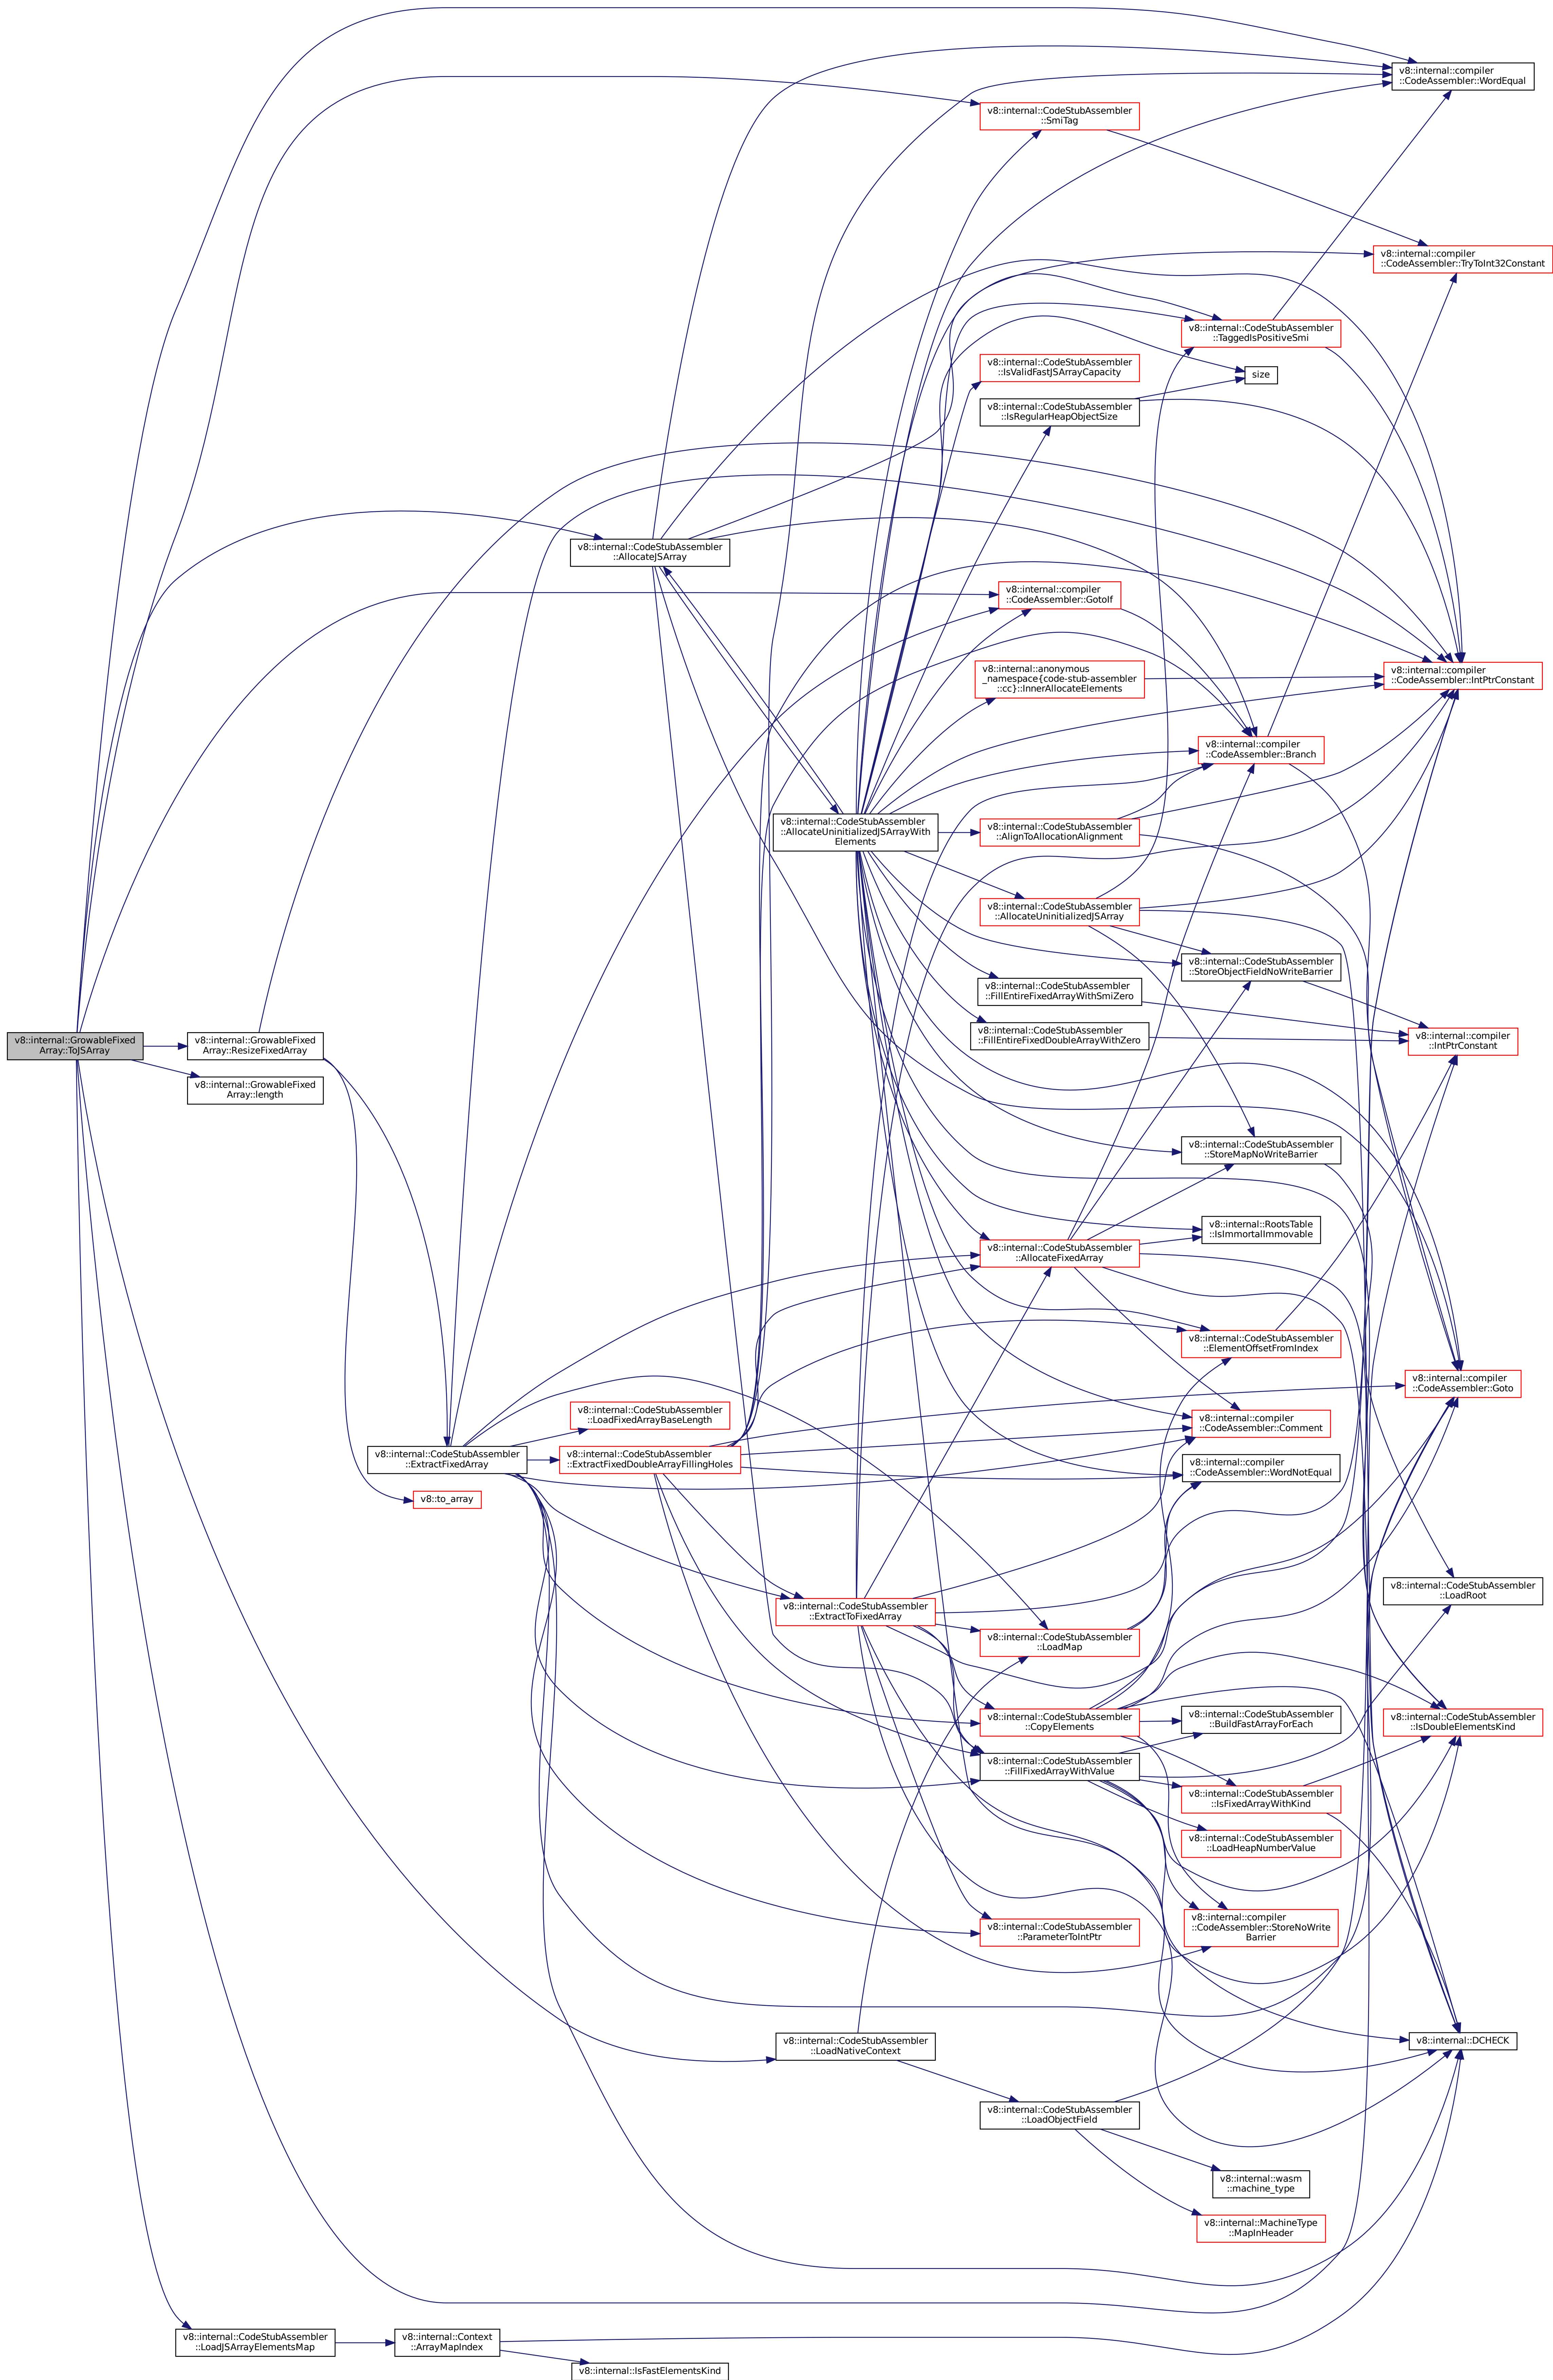 v8::internal::compiler
::CodeAssembler::WordEqual
v8::internal::CodeStubAssembler
::SmiTag
v8::internal::compiler
::CodeAssembler::TryToInt32Constant
v8::internal::CodeStubAssembler
::TaggedIsPositiveSmi
v8::internal::CodeStubAssembler
::IsValidFastJSArrayCapacity
size
v8::internal::CodeStubAssembler
::IsRegularHeapObjectSize
v8::internal::CodeStubAssembler
::AllocateJSArray
v8::internal::compiler
::CodeAssembler::GotoIf
v8::internal::anonymous
_namespace{code-stub-assembler
::cc}::InnerAllocateElements
v8::internal::compiler
::CodeAssembler::IntPtrConstant
v8::internal::compiler
::CodeAssembler::Branch
v8::internal::CodeStubAssembler
::AllocateUninitializedJSArrayWith
Elements
v8::internal::CodeStubAssembler
::AlignToAllocationAlignment
v8::internal::CodeStubAssembler
::AllocateUninitializedJSArray
v8::internal::CodeStubAssembler
::StoreObjectFieldNoWriteBarrier
v8::internal::CodeStubAssembler
::FillEntireFixedArrayWithSmiZero
v8::internal::CodeStubAssembler
::FillEntireFixedDoubleArrayWithZero
v8::internal::compiler
::IntPtrConstant
v8::internal::GrowableFixed
Array::ToJSArray
v8::internal::GrowableFixed
Array::ResizeFixedArray
v8::internal::GrowableFixed
Array::length
v8::internal::CodeStubAssembler
::StoreMapNoWriteBarrier
v8::internal::RootsTable
::IsImmortalImmovable
v8::internal::CodeStubAssembler
::AllocateFixedArray
v8::internal::CodeStubAssembler
::ElementOffsetFromIndex
v8::internal::compiler
::CodeAssembler::Goto
v8::internal::CodeStubAssembler
::LoadFixedArrayBaseLength
v8::internal::compiler
::CodeAssembler::Comment
v8::internal::CodeStubAssembler
::ExtractFixedArray
v8::internal::CodeStubAssembler
::ExtractFixedDoubleArrayFillingHoles
v8::internal::compiler
::CodeAssembler::WordNotEqual
v8::to_array
v8::internal::CodeStubAssembler
::LoadRoot
v8::internal::CodeStubAssembler
::ExtractToFixedArray
v8::internal::CodeStubAssembler
::LoadMap
v8::internal::CodeStubAssembler
::CopyElements
v8::internal::CodeStubAssembler
::BuildFastArrayForEach
v8::internal::CodeStubAssembler
::IsDoubleElementsKind
v8::internal::CodeStubAssembler
::FillFixedArrayWithValue
v8::internal::CodeStubAssembler
::IsFixedArrayWithKind
v8::internal::CodeStubAssembler
::LoadHeapNumberValue
v8::internal::compiler
::CodeAssembler::StoreNoWrite
Barrier
v8::internal::CodeStubAssembler
::ParameterToIntPtr
v8::internal::DCHECK
v8::internal::CodeStubAssembler
::LoadNativeContext
v8::internal::CodeStubAssembler
::LoadObjectField
v8::internal::wasm
::machine_type
v8::internal::MachineType
::MapInHeader
v8::internal::CodeStubAssembler
::LoadJSArrayElementsMap
v8::internal::Context
::ArrayMapIndex
v8::internal::IsFastElementsKind